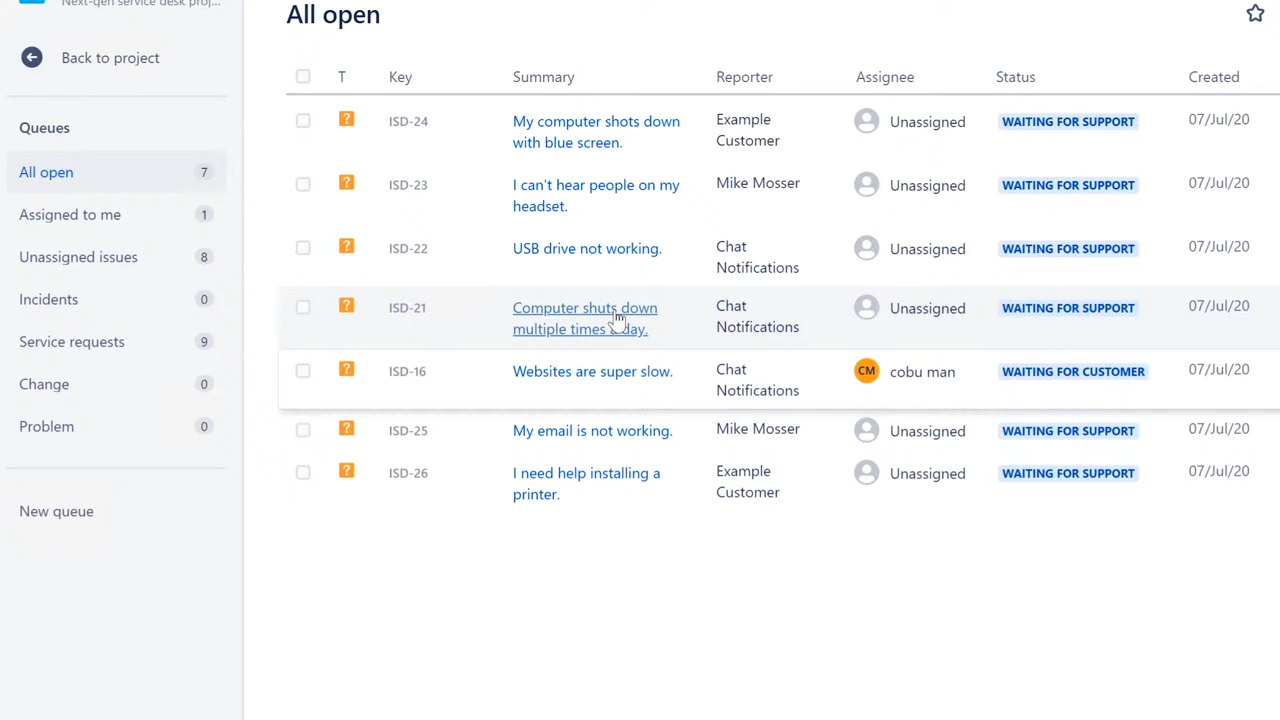 Next-gen service desk proj...
All open
Back to project
T Key Summary Reporter Assignee Status Created
Queues
ISD-24 My computer shots down Example Unassigned WAITING FOR SUPPORT 07/Jul/20
with blue screen. Customer
All open 7
ISD-23 I can't hear people on my Mike Mosser Unassigned WAITING FOR SUPPORT 07/Jul/20
headset.
Assigned to me 1
ISD-22 USB drive not working. Chat Unassigned WAITING FOR SUPPORT 07/Jul/20
Notifications
Unassigned issues 8
Incidents 0
ISD-21 Computer shuts down Chat Unassigned WAITING FOR SUPPORT 07/Jul/20
multiple times a day. Notifications
Service requests 9
ISD-16 Websites are super slow. Chat CM cobu man WAITING FOR CUSTOMER 07/Jul/20
Notifications
Change 0
Problem 0
ISD-25 My email is not working. Mike Mosser Unassigned WAITING FOR SUPPORT 07/Jul/20
ISD-26 I need help installing a Example Unassigned WAITING FOR SUPPORT 07/Jul/20
printer. Customer
New queue